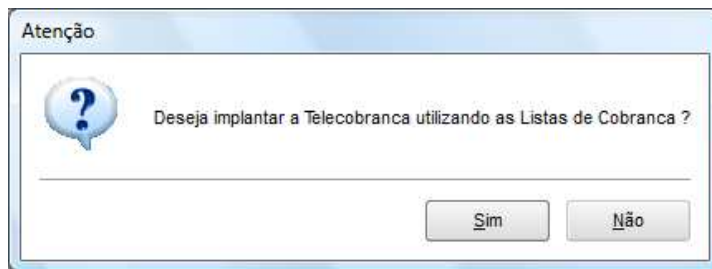 Atenção
Deseja implantar a Telecobranca utilizando as Listas de Cobranca ?
Sim
Não